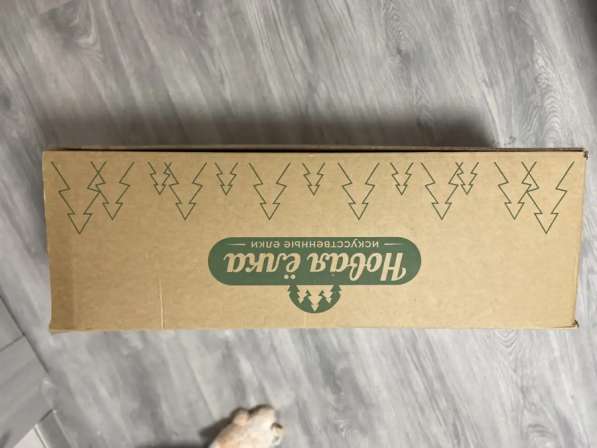 Новая ёлка
— ИСКУССТВЕННЫЕ ЕЛКИ —